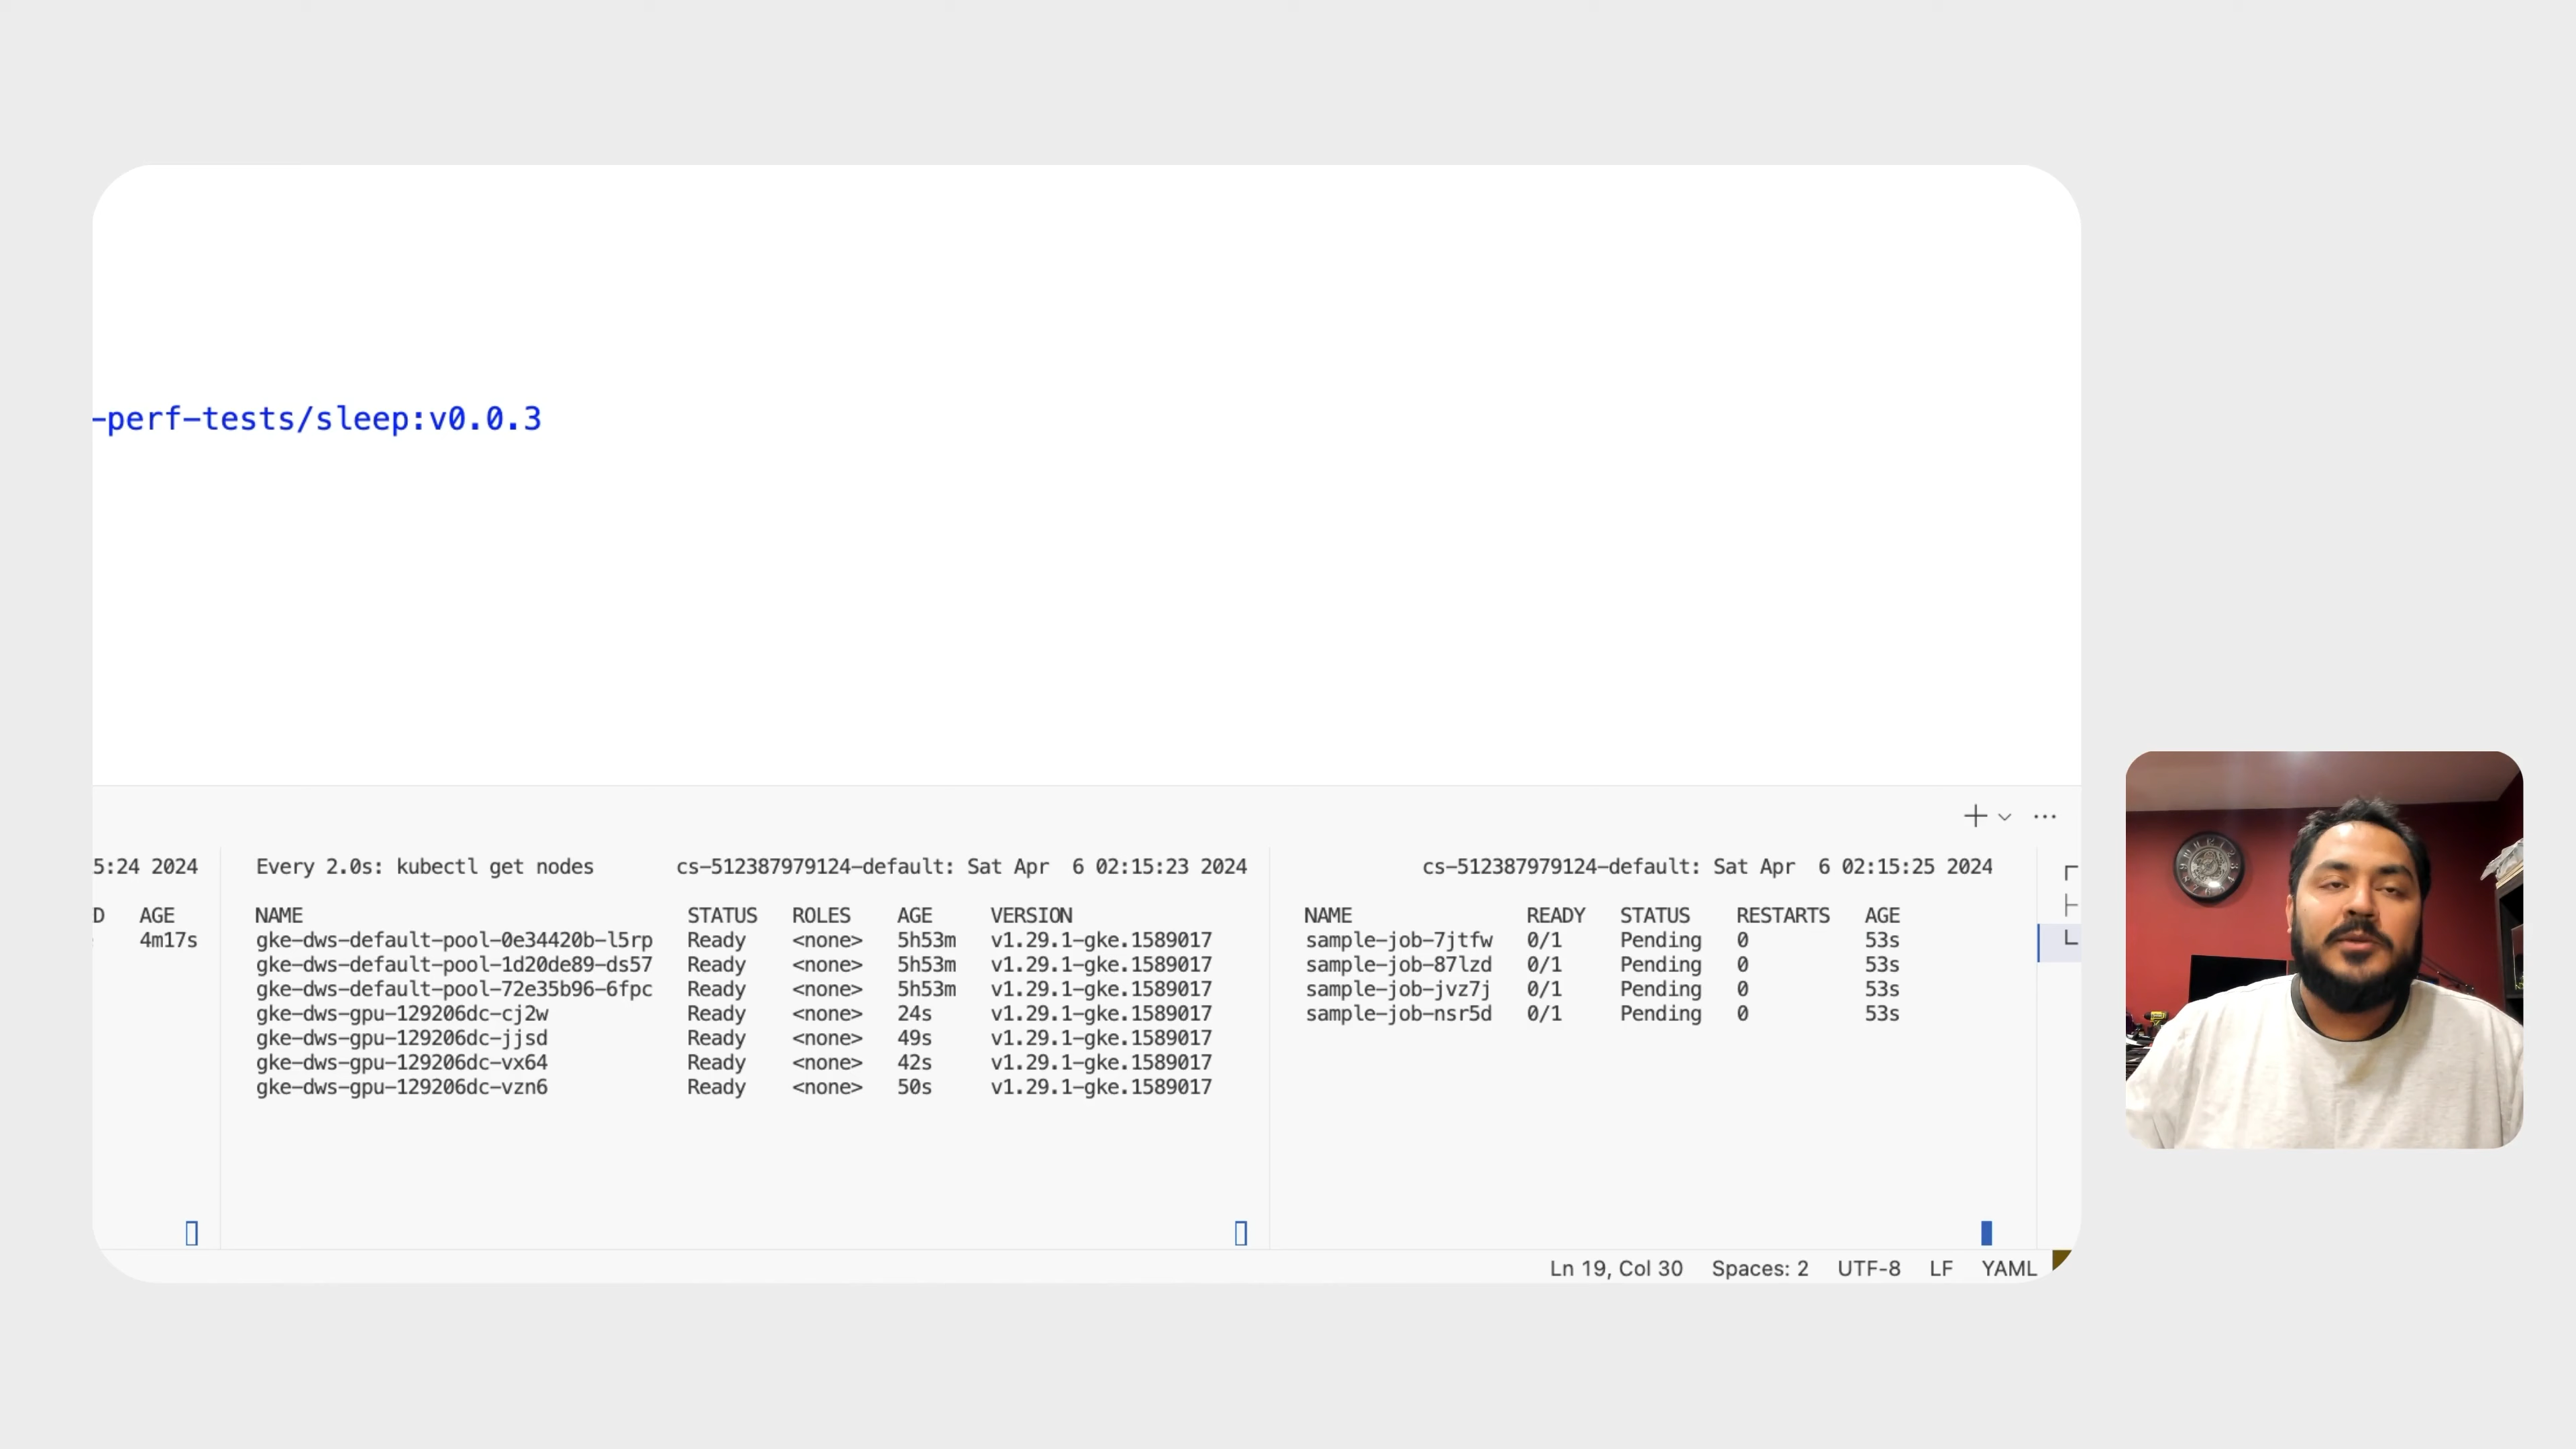 -perf-tests/sleep:v0.0.3
5:24 2024
D AGE
4m17s
Every 2.0s: kubectl get nodes cs-512387979124-default: Sat Apr 6 02:15:23 2024
NAME STATUS ROLES AGE VERSION
gke-dws-default-pool-0e34420b-l5rp Ready <none> 5h53m v1.29.1-gke.1589017
gke-dws-default-pool-1d20de89-ds57 Ready <none> 5h53m v1.29.1-gke.1589017
gke-dws-default-pool-72e35b96-6fpc Ready <none> 5h53m v1.29.1-gke.1589017
gke-dws-gpu-129206dc-cj2w Ready <none> 24s v1.29.1-gke.1589017
gke-dws-gpu-129206dc-jjsd Ready <none> 49s v1.29.1-gke.1589017
gke-dws-gpu-129206dc-vx64 Ready <none> 42s v1.29.1-gke.1589017
gke-dws-gpu-129206dc-vzn6 Ready <none> 50s v1.29.1-gke.1589017
cs-512387979124-default: Sat Apr 6 02:15:25 2024
NAME READY STATUS RESTARTS AGE
sample-job-7jtfw 0/1 Pending 0 53s
sample-job-87lzd 0/1 Pending 0 53s
sample-job-jvz7j 0/1 Pending 0 53s
sample-job-nsr5d 0/1 Pending 0 53s
Ln 19, Col 30 Spaces: 2 UTF-8 LF YAML